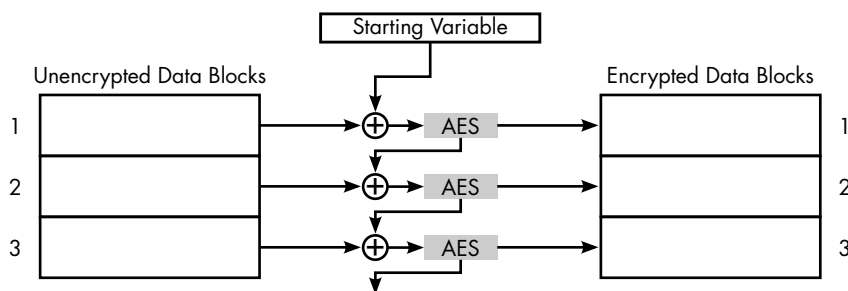 Starting Variable
Unencrypted Data Blocks
Encrypted Data Blocks
1 AES 1
2 AES 2
3 AES 3